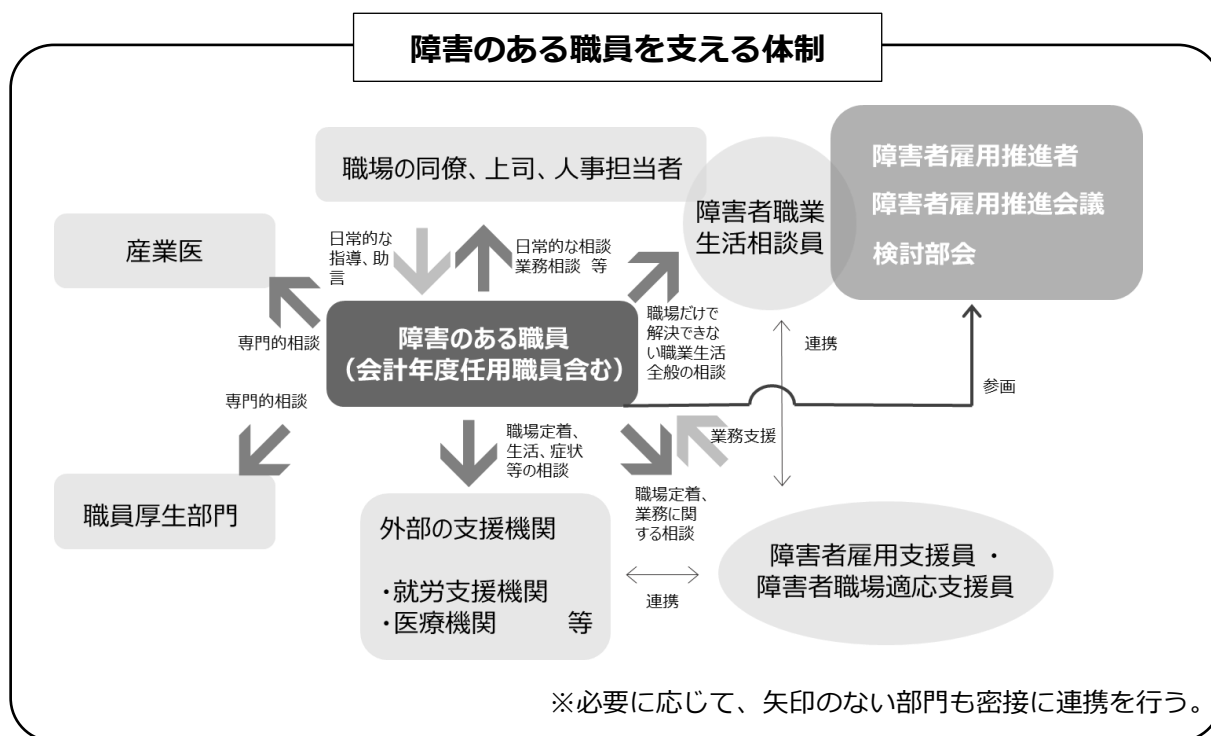 障害のある職員を支える体制
職場の同僚、上司、人事担当者
障害者職業
生活相談員
障害者雇用推進者
障害者雇用推進会議
検討部会
産業医
日常的な
指導、助
言
日常的な相談
業務相談 等
専門的相談
障害のある職員
（会計年度任用職員含む）
職場だけで
解決できな
い職業生活
全般の相談
連携
参画
専門的相談
職場定着、
生活、症状
等の相談
業務支援
職員厚生部門
職場定着、
業務に関
する相談
外部の支援機関
・就労支援機関
・医療機関 等
連携
障害者雇用支援員 ・
障害者職場適応支援員
※必要に応じて、矢印のない部門も密接に連携を行う。